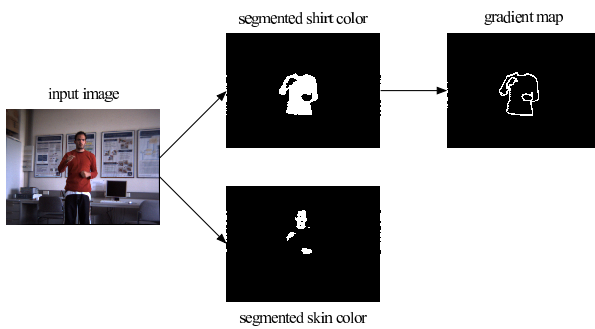 segmented shirt color
gradient map
input image
segmented skin color